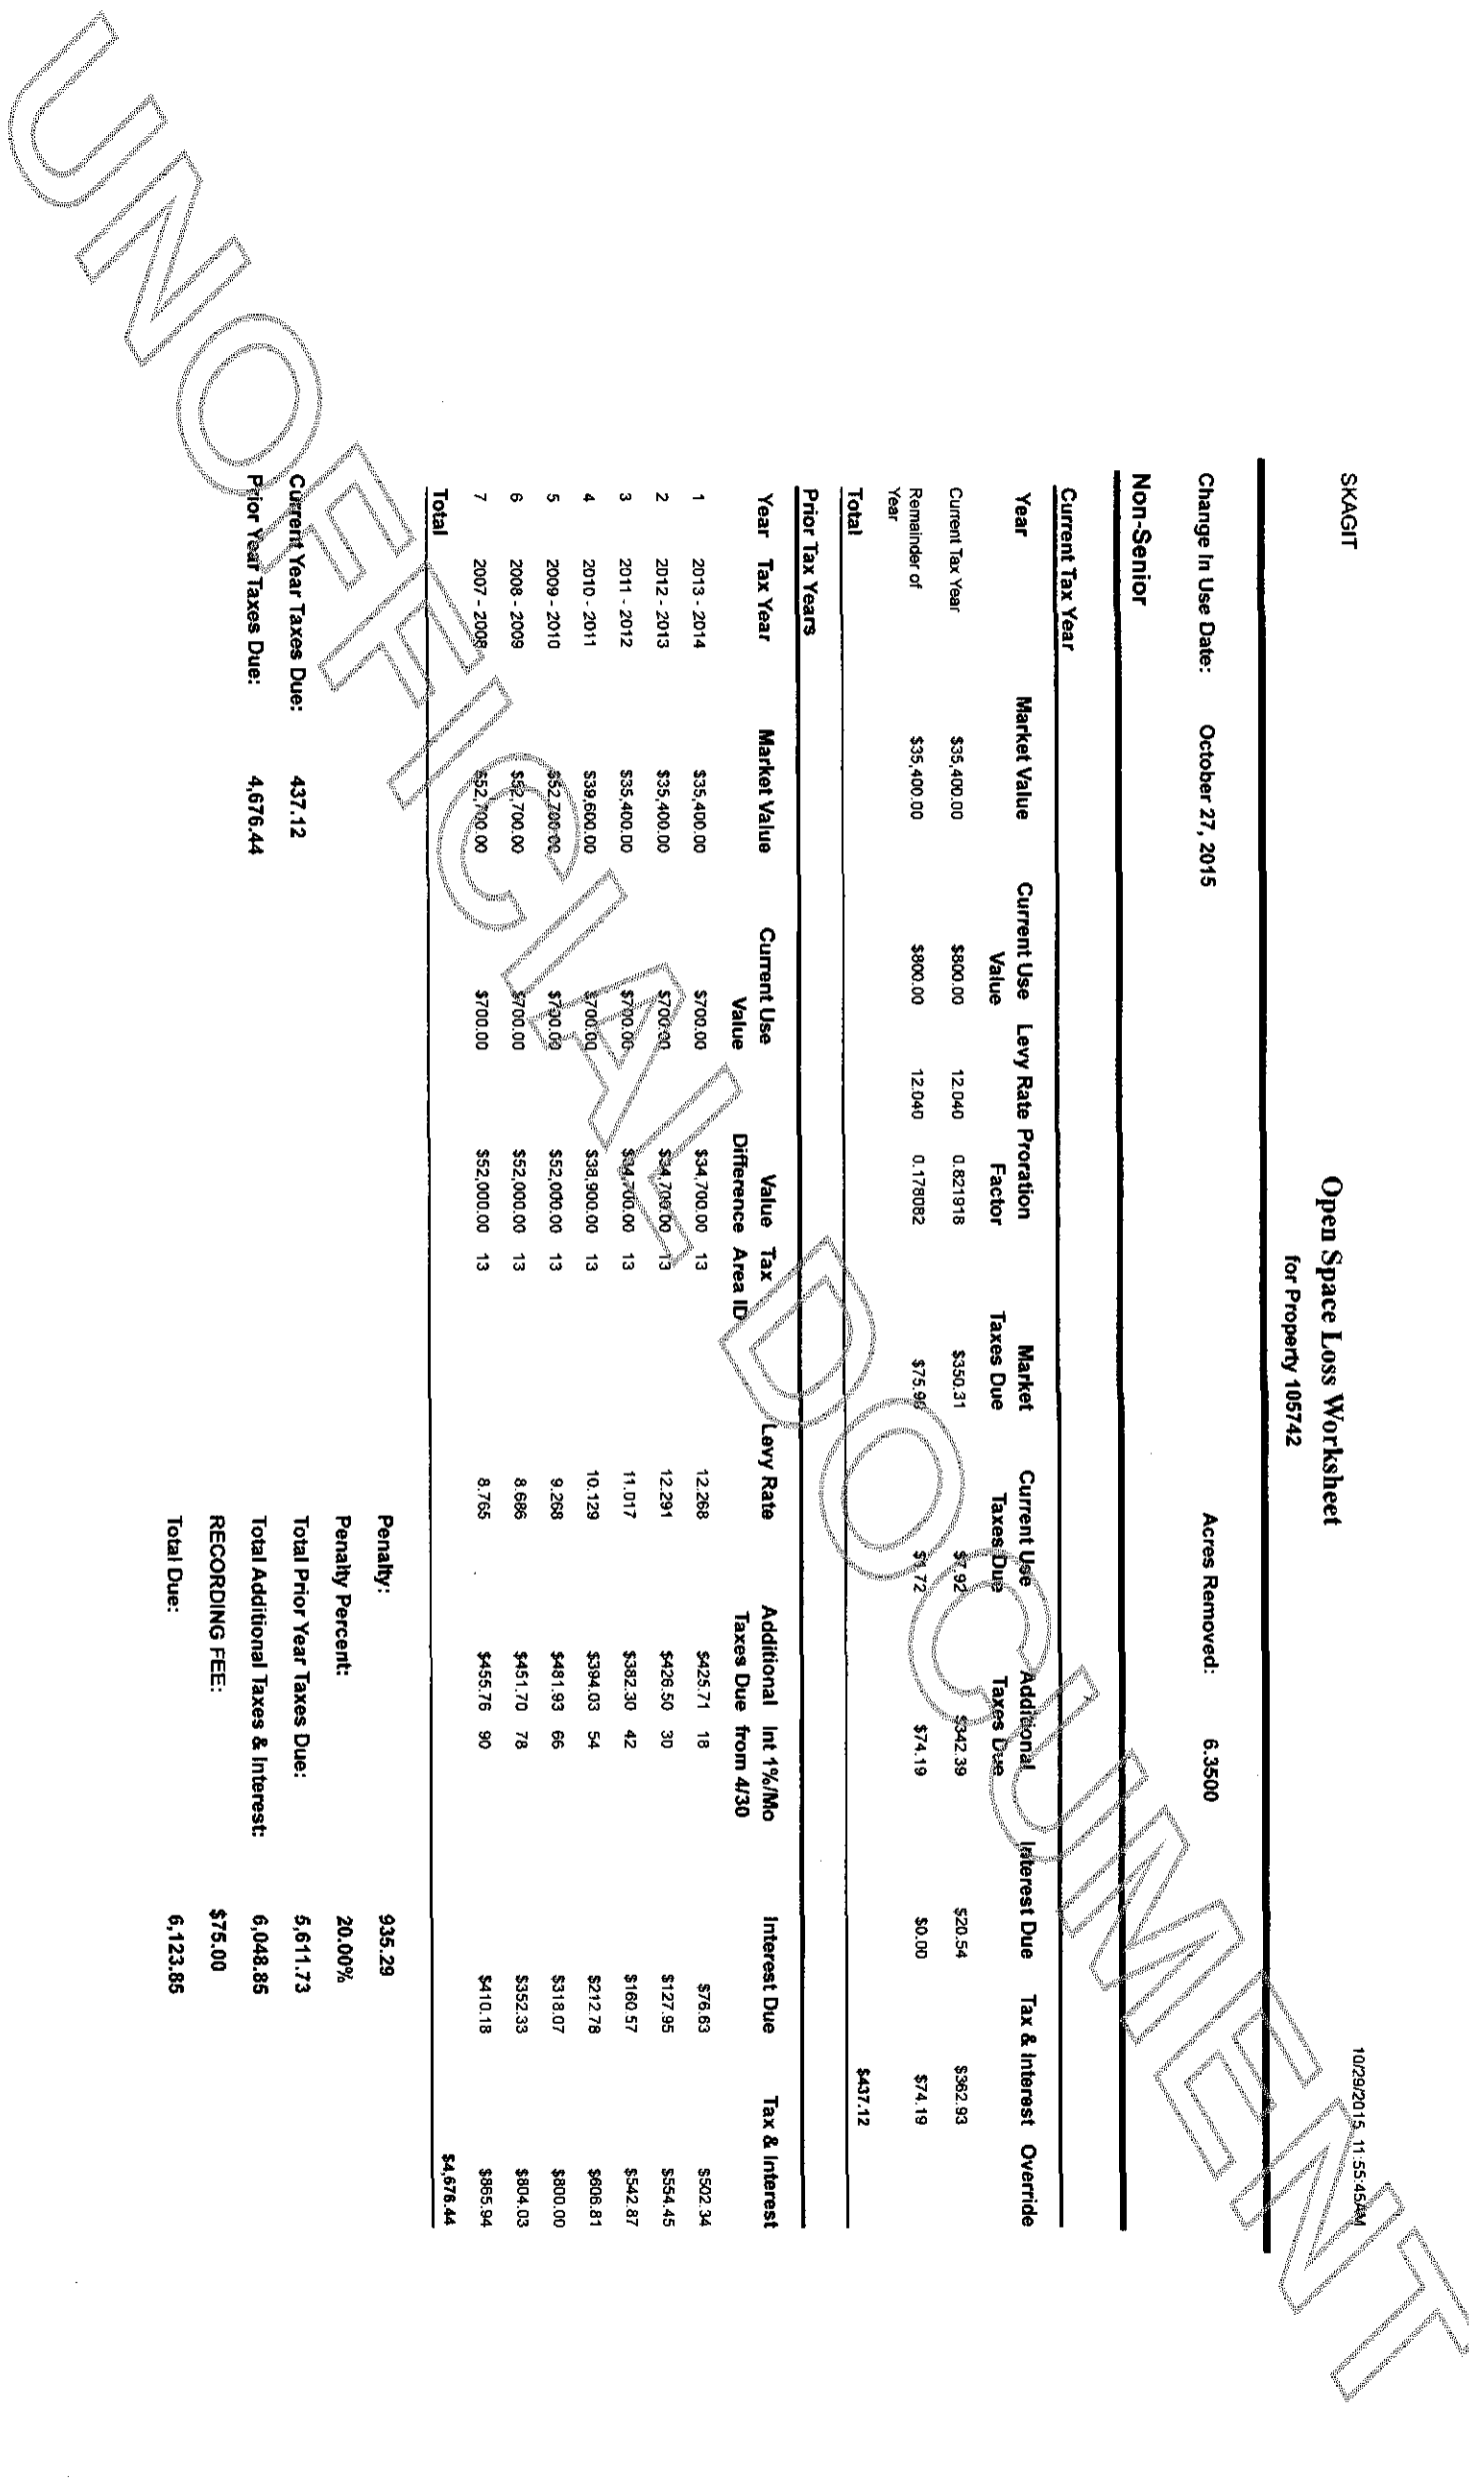 SKAGIT
10/29/2015 11:55:45AM
Open Space Loss Worksheet
for Property 105742
Change In Use Date: October 27, 2015 Acres Removed: 6.3500
Non-Senior
Current Tax Year
Year Market Value Current Use Value Levy Rate Proration Factor Market Taxes Due Current Use Taxes Due Additional Taxes Due Interest Due Tax & Interest Override
Current Tax Year $35,400.00 $800.00 12.040 0.821918 $350.31 $7.92 $342.39 $20.54 $362.93
Remainder of Year $35,400.00 $800.00 12.040 0.178082 $75.9 $1.72 $74.19 $0.00 $74.19
Total $437.12
Prior Tax Years
Year Tax Year Market Value Current Use Value Value Difference Tax Area ID Levy Rate Additional Taxes Due Int 1%/Mo from 4/30 Interest Due Tax & Interest
1 2013 - 2014 $35,400.00 $700.00 $34,700.00 13 12.268 $425.71 18 $76.63 $502.34
2 2012 - 2013 $35,400.00 $700.00 $34,700.00 13 12.291 $426.50 30 $127.95 $554.45
3 2011 - 2012 $35,400.00 $700.00 $34,700.00 13 11.017 $382.30 42 $160.57 $542.87
4 2010 - 2011 $39,600.00 $700.00 $38,900.00 13 10.129 $394.03 54 $212.78 $606.81
5 2009 - 2010 $52,700.00 $700.00 $52,000.00 13 9.268 $481.93 66 $318.07 $800.00
6 2008 - 2009 $52,700.00 $700.00 $52,000.00 13 8.686 $451.70 78 $352.33 $804.03
7 2007 - 2008 $52,700.00 $700.00 $52,000.00 13 8.765 $455.76 90 $410.18 $865.94
Total $4,676.44
Penalty: 935.29
Penalty Percent: 20.00%
Current Year Taxes Due: 437.12 Total Prior Year Taxes Due: 5,611.73
Prior Year Taxes Due: 4,676.44 Total Additional Taxes & Interest: 6,048.85
RECORDING FEE: $75.00
Total Due: 6,123.85
UNOFFICIAL DOCUMENT